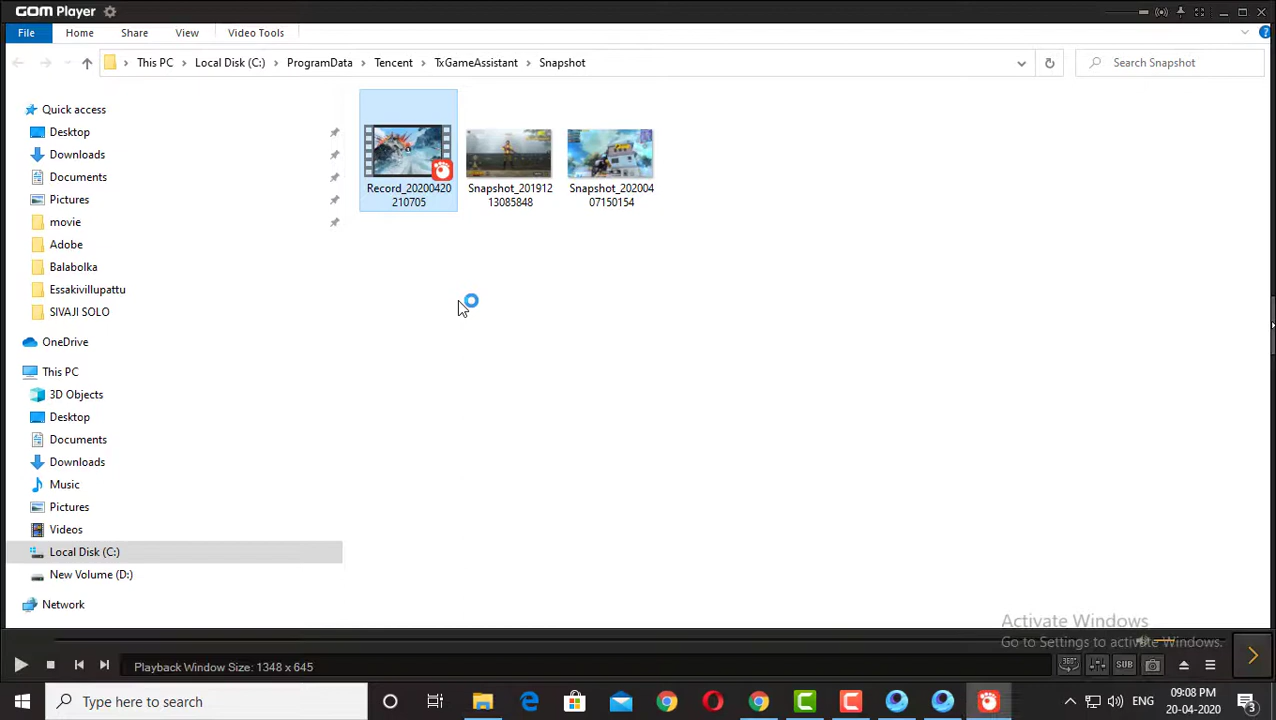 GOM Player
File Home Share View Video Tools
This PC > Local Disk (C:) > ProgramData > Tencent > TxGameAssistant > Snapshot
Search Snapshot
Quick access
Desktop
Downloads
Documents
Pictures
movie
Adobe
Balabolka
Essakivillupattu
SIVAJI SOLO
OneDrive
This PC
3D Objects
Desktop
Documents
Downloads
Music
Pictures
Videos
Local Disk (C:)
New Volume (D:)
Network
Record_20200420
210705
Snapshot_201912
13085848
Snapshot_202004
07150154
Activate Windows
Go to Settings to activate Windows.
Playback Window Size: 1348 x 645
360°
SUB
Type here to search
ENG
09:08 PM
20-04-2020
3